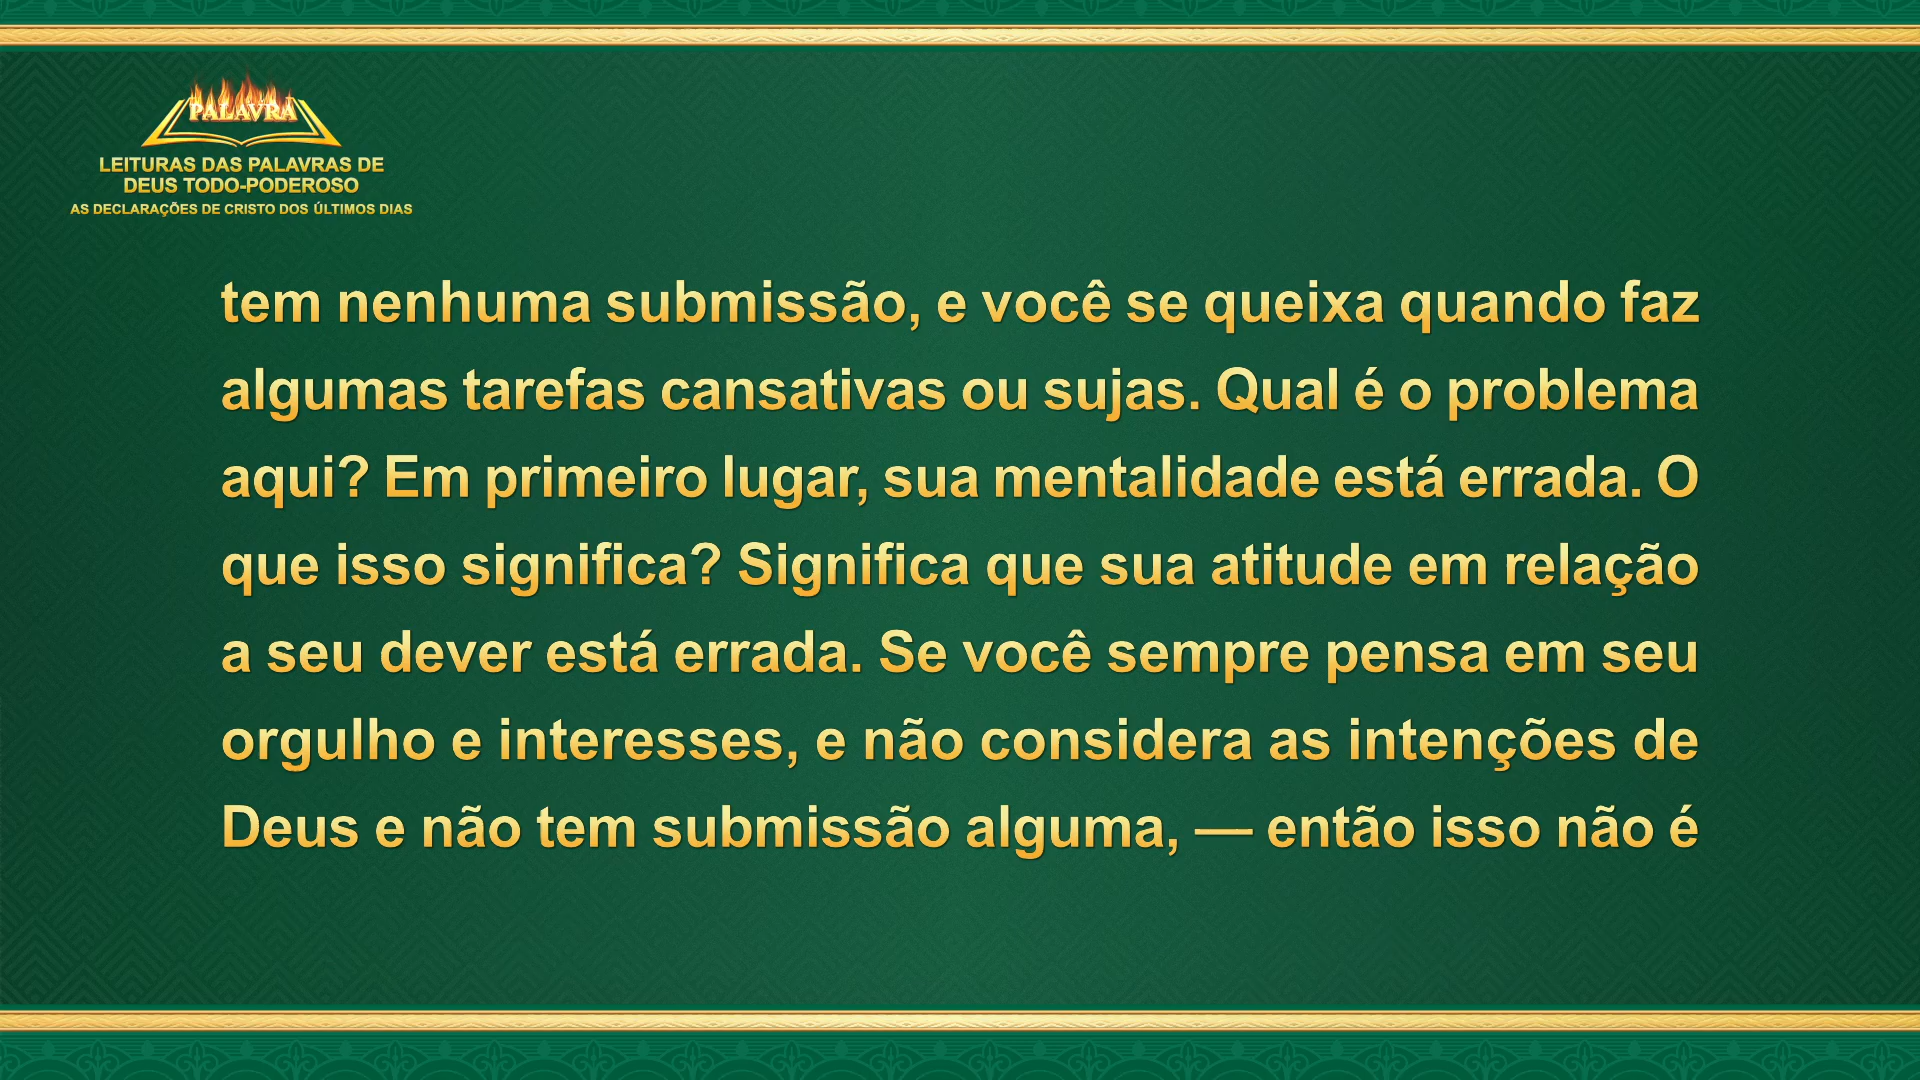 PALAVRA
LEITURAS DAS PALAVRAS DE
DEUS TODO-PODEROSO
AS DECLARAÇÕES DE CRISTO DOS ÚLTIMOS DIAS
tem nenhuma submissão, e você se queixa quando faz
algumas tarefas cansativas ou sujas. Qual é o problema
aqui? Em primeiro lugar, sua mentalidade está errada. O
que isso significa? Significa que sua atitude em relação
a seu dever está errada. Se você sempre pensa em seu
orgulho e interesses, e não considera as intenções de
Deus e não tem submissão alguma, — então isso não é